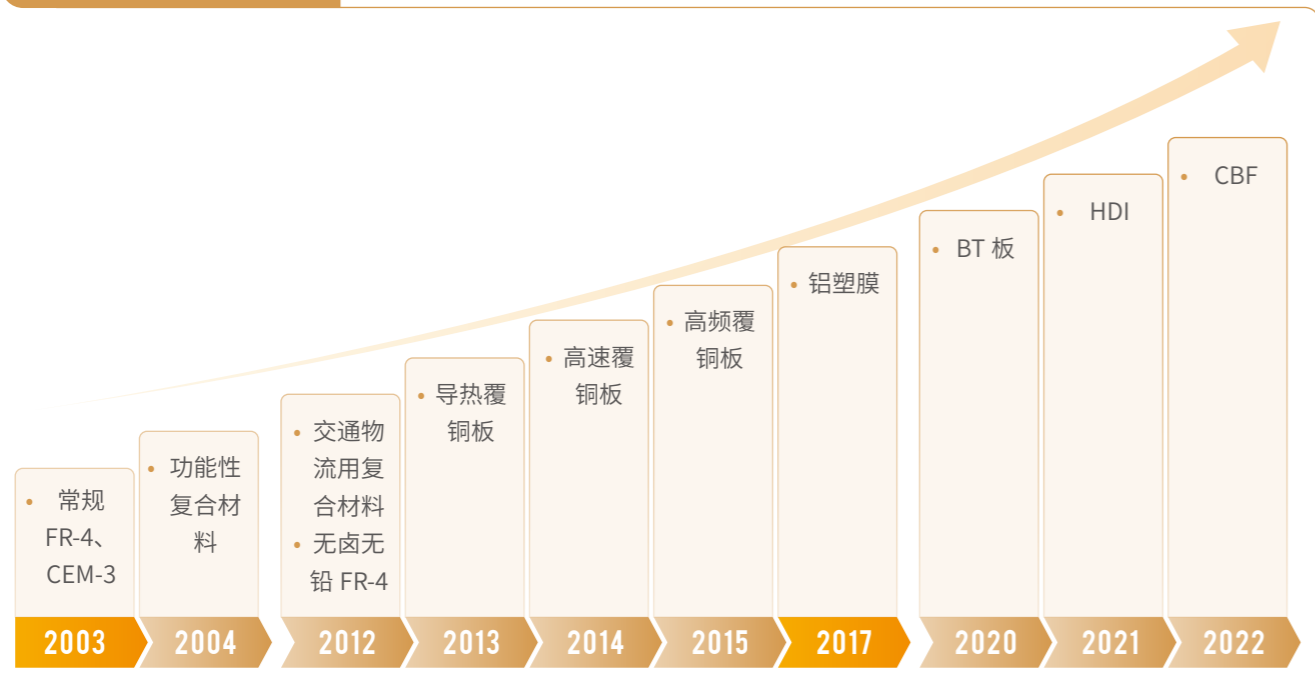 常规
FR-4、
CEM-3
功能性
复合材
料
交通物
流用复
合材料
无卤无
铅 FR-4
导热覆
铜板
高速覆
铜板
高频覆
铜板
铝塑膜
BT 板
HDI
CBF
2003
2004
2012
2013
2014
2015
2017
2020
2021
2022